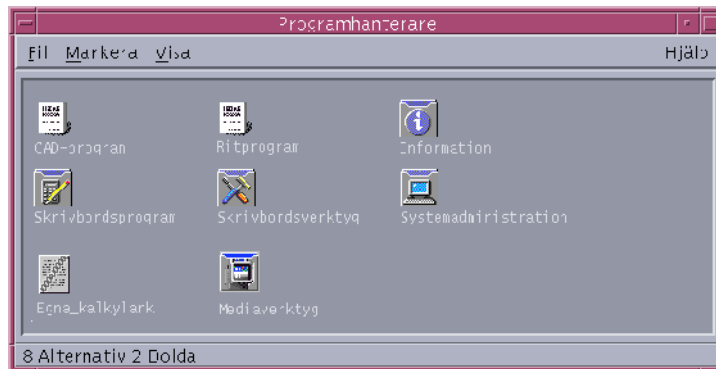 Programhanterare
Fil Markera Visa Hjälp
CAD-program Ritprogram Information
Skrivbordsprogram Skrivbordsverktyg Systemadministration
Egna_kalkylark Mediaverktyg
8 Alternativ 2 Dolda